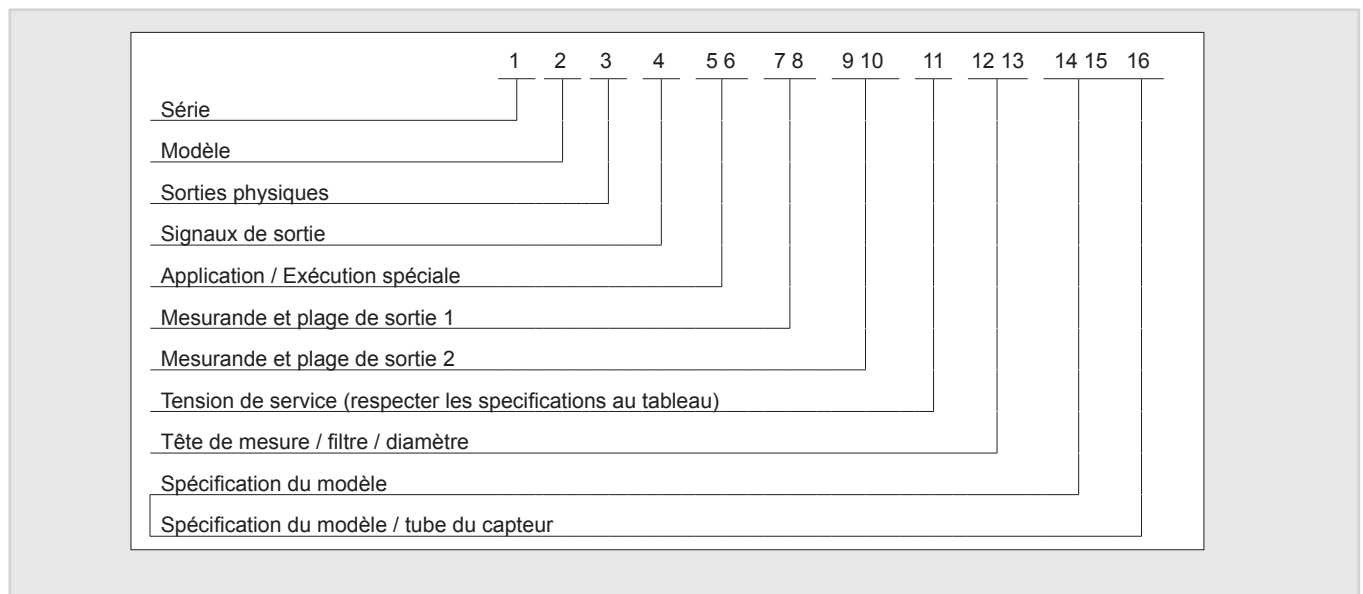 1 2 3 4 5 6 7 8 9 10 11 12 13 14 15 16
Série
Modèle
Sorties physiques
Signaux de sortie
Application / Exécution spéciale
Mesurande et plage de sortie 1
Mesurande et plage de sortie 2
Tension de service (respecter les specifications au tableau)
Tête de mesure / filtre / diamètre
Spécification du modèle
Spécification du modèle / tube du capteur